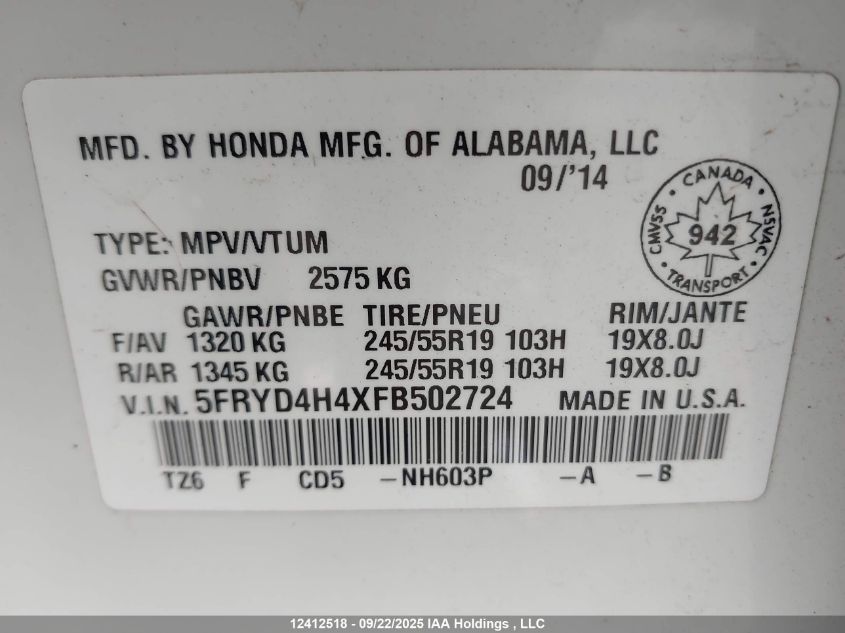 MFD. BY HONDA MFG. OF ALABAMA, LLC
09/'14
CANADA
CMVSS 942 NSVAC
TRANSPORT
TYPE: MPV/VTUM
GVWR/PNBV 2575 KG
GAWR/PNBE TIRE/PNEU RIM/JANTE
F/AV 1320 KG 245/55R19 103H 19X8.0J
R/AR 1345 KG 245/55R19 103H 19X8.0J
V.I.N. 5FRYD4H4XFB502724 MADE IN U.S.A.
TZ6 F CD5 -NH603P -A -B
12412518 - 09/22/2025 IAA Holdings , LLC